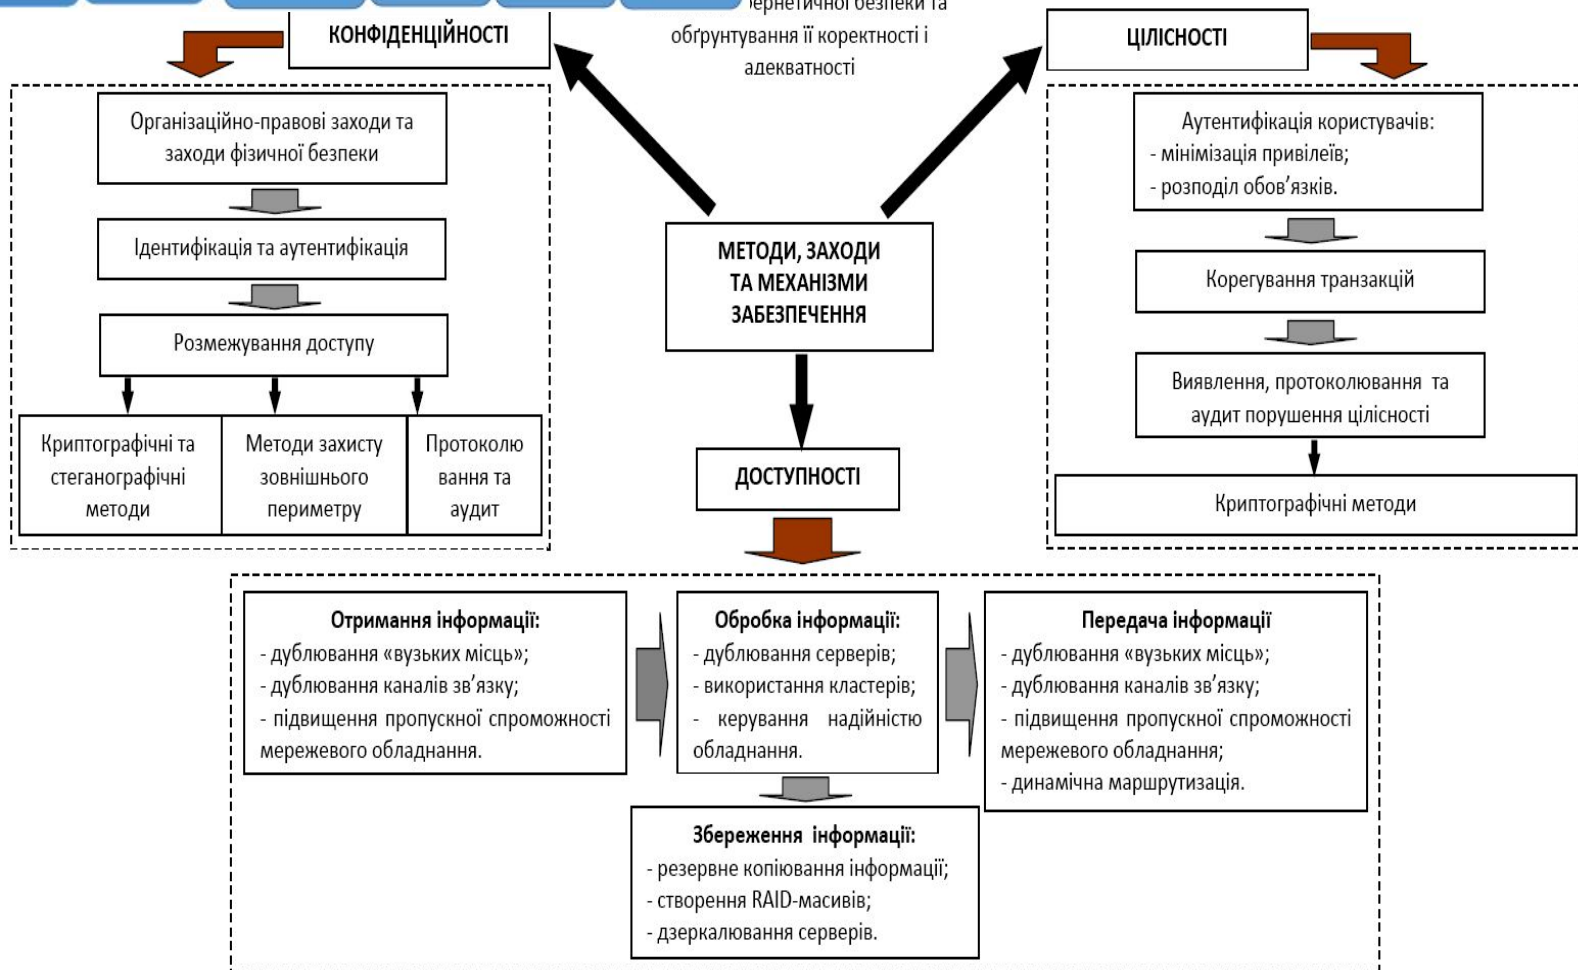 безпеки та
обґрунтування її коректності і
адекватності
КОНФІДЕНЦІЙНОСТІ
ЦІЛІСНОСТІ
Організаційно-правові заходи та
заходи фізичної безпеки
Ідентифікація та аутентифікація
Розмежування доступу
Криптографічні та
стеганографічні
методи
Методи захисту
зовнішнього
периметру
Протоколю
вання та
аудит
МЕТОДИ, ЗАХОДИ
ТА МЕХАНІЗМИ
ЗАБЕЗПЕЧЕННЯ
Аутентифікація користувачів:
- мінімізація привілеїв;
- розподіл обов’язків.
Корегування транзакцій
Виявлення, протоколювання та
аудит порушення цілісності
Криптографічні методи
ДОСТУПНОСТІ
Отримання інформації:
- дублювання «вузьких місць»;
- дублювання каналів зв’язку;
- підвищення пропускної спроможності
мережевого обладнання.
Обробка інформації:
- дублювання серверів;
- використання кластерів;
- керування надійністю
обладнання.
Передача інформації
- дублювання «вузьких місць»;
- дублювання каналів зв’язку;
- підвищення пропускної спроможності
мережевого обладнання;
- динамічна маршрутизація.
Збереження інформації:
- резервне копіювання інформації;
- створення RAID-масивів;
- дзеркалювання серверів.